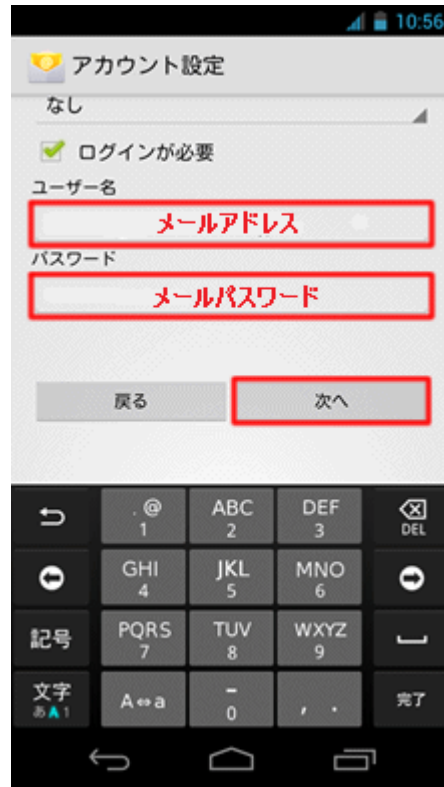 10:56
アカウント設定
なし
ログインが必要
ユーザー名
メールアドレス
パスワード
メールパスワード
戻る 次へ
. @ ABC DEF
1 2 3 DEL
GHI JKL MNO
4 5 6
記号 PQRS TUV WXYZ
7 8 9
文字 A⇔a - , . 完了
あA1 0